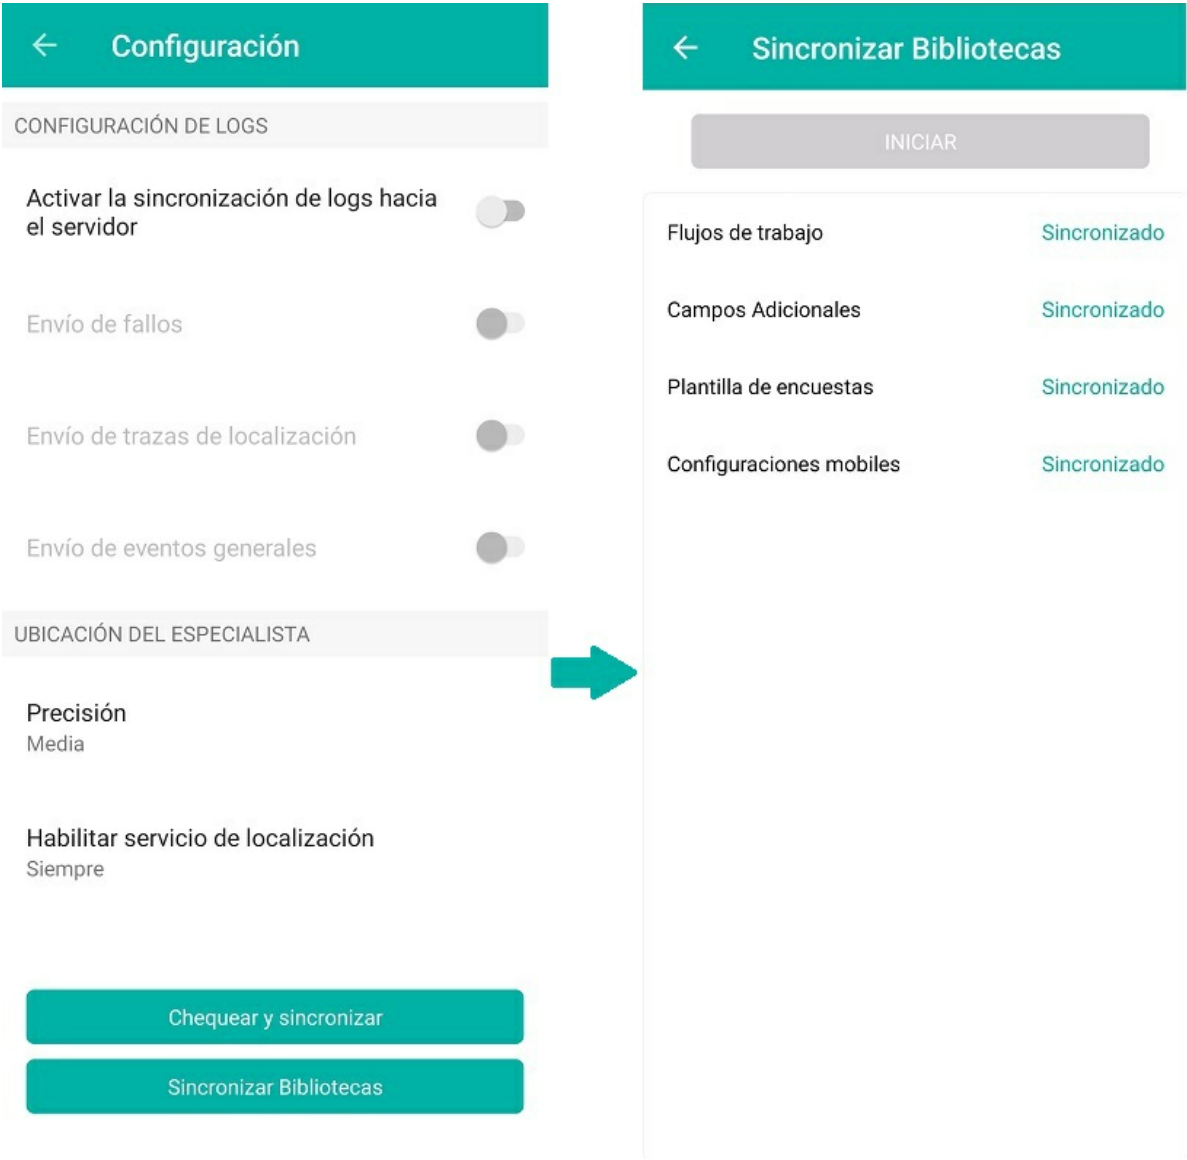 Configuración
CONFIGURACIÓN DE LOGS
Activar la sincronización de logs hacia
el servidor
Envío de fallos
Envío de trazas de localización
Envío de eventos generales
UBICACIÓN DEL ESPECIALISTA
Precisión
Media
Habilitar servicio de localización
Siempre
Chequear y sincronizar
Sincronizar Bibliotecas
Sincronizar Bibliotecas
INICIAR
Flujos de trabajo Sincronizado
Campos Adicionales Sincronizado
Plantilla de encuestas Sincronizado
Configuraciones mobiles Sincronizado